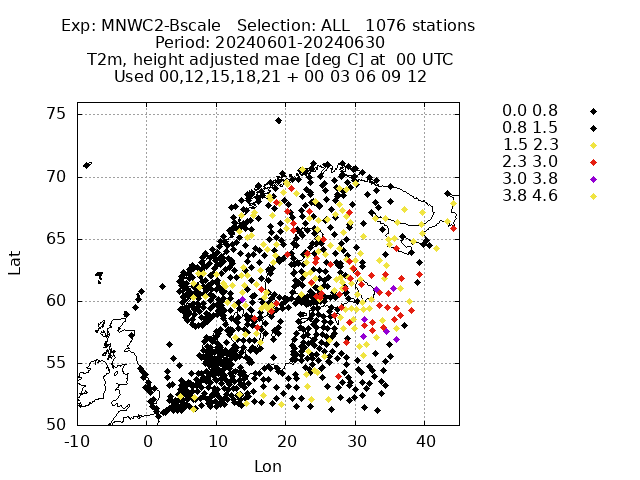 Exp: MNWC2-Bscale   Selection: ALL   1076 stations
Period: 20240601-20240630
T2m, height adjusted mae [deg C] at  00 UTC
Used 00,12,15,18,21 + 00 03 06 09 12
0.0 0.8
0.8 1.5
1.5 2.3
2.3 3.0
3.0 3.8
3.8 4.6
75
70
65
60
55
50
Lat
-10 0 10 20 30 40
Lon